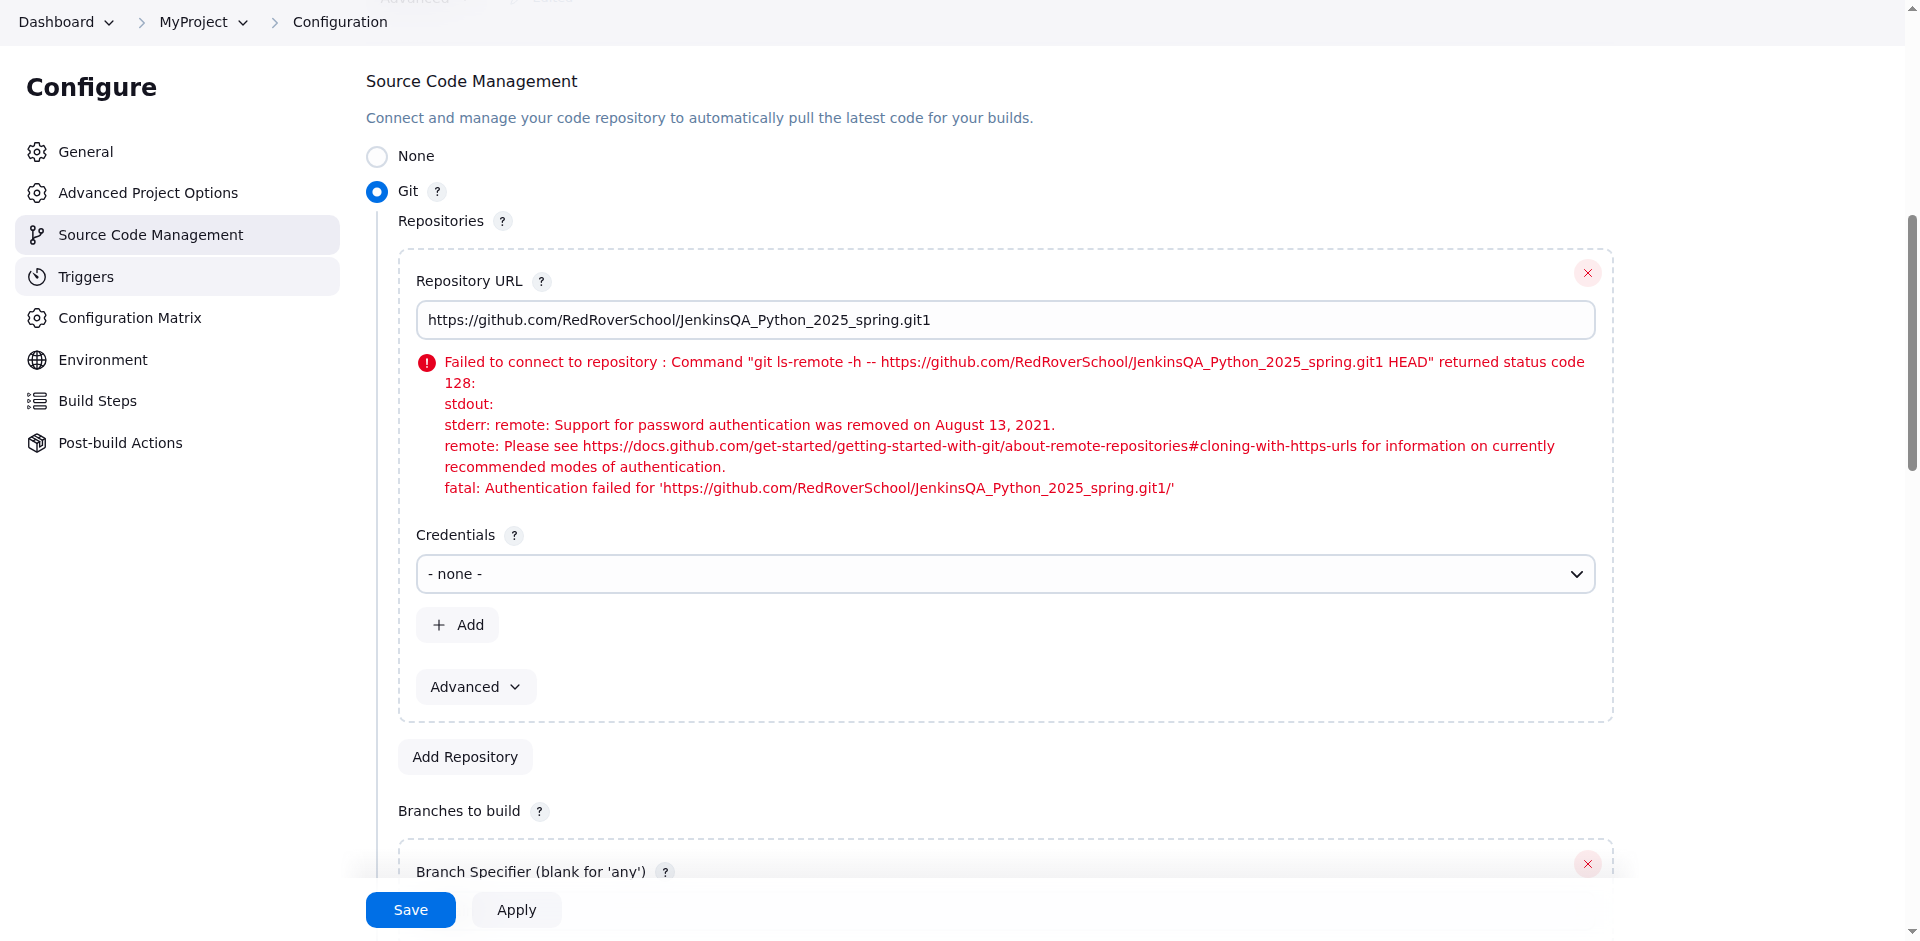 Dashboard MyProject Configuration
Configure
General
Advanced Project Options
Source Code Management
Triggers
Configuration Matrix
Environment
Build Steps
Post-build Actions
Source Code Management
Connect and manage your code repository to automatically pull the latest code for your builds.
None
Git ?
Repositories ?
Repository URL ?
https://github.com/RedRoverSchool/JenkinsQA_Python_2025_spring.git1
Failed to connect to repository : Command "git ls-remote -h -- https://github.com/RedRoverSchool/JenkinsQA_Python_2025_spring.git1 HEAD" returned status code
128:
stdout:
stderr: remote: Support for password authentication was removed on August 13, 2021.
remote: Please see https://docs.github.com/get-started/getting-started-with-git/about-remote-repositories#cloning-with-https-urls for information on currently
recommended modes of authentication.
fatal: Authentication failed for 'https://github.com/RedRoverSchool/JenkinsQA_Python_2025_spring.git1/'
Credentials ?
- none -
Add
Advanced
Add Repository
Branches to build ?
Branch Specifier (blank for 'any') ?
Save Apply